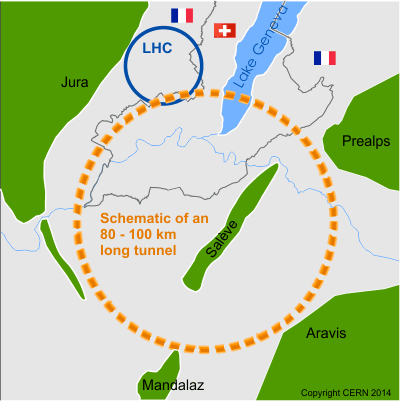 LHC
Lake Geneva
Jura
Prealps
Schematic of an
80 - 100 km
long tunnel
Salève
Aravis
Mandalaz
Copyright CERN 2014